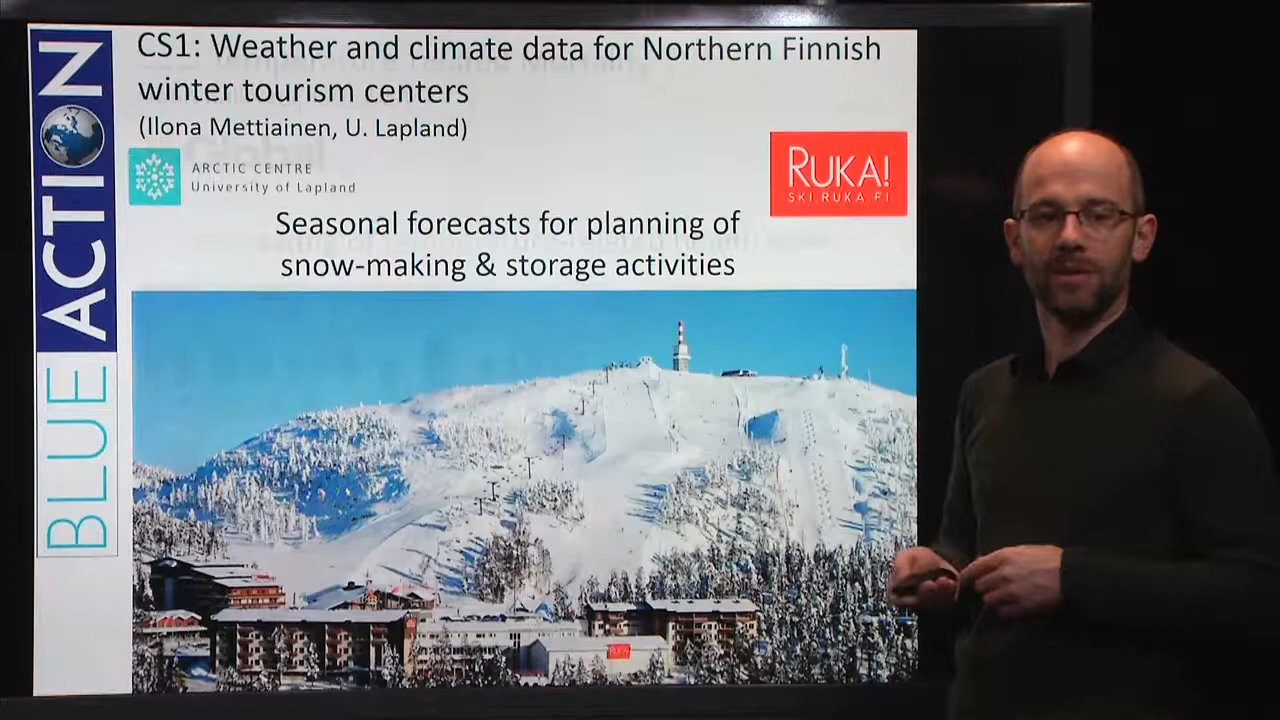 CS1: Weather and climate data for Northern Finnish
winter tourism centers
(Ilona Mettiainen, U. Lapland)
ARCTIC CENTRE
University of Lapland
RUKA!
SKI.RUKA.FI
Seasonal forecasts for planning of
snow-making & storage activities
BLUE ACTION
RUKA!